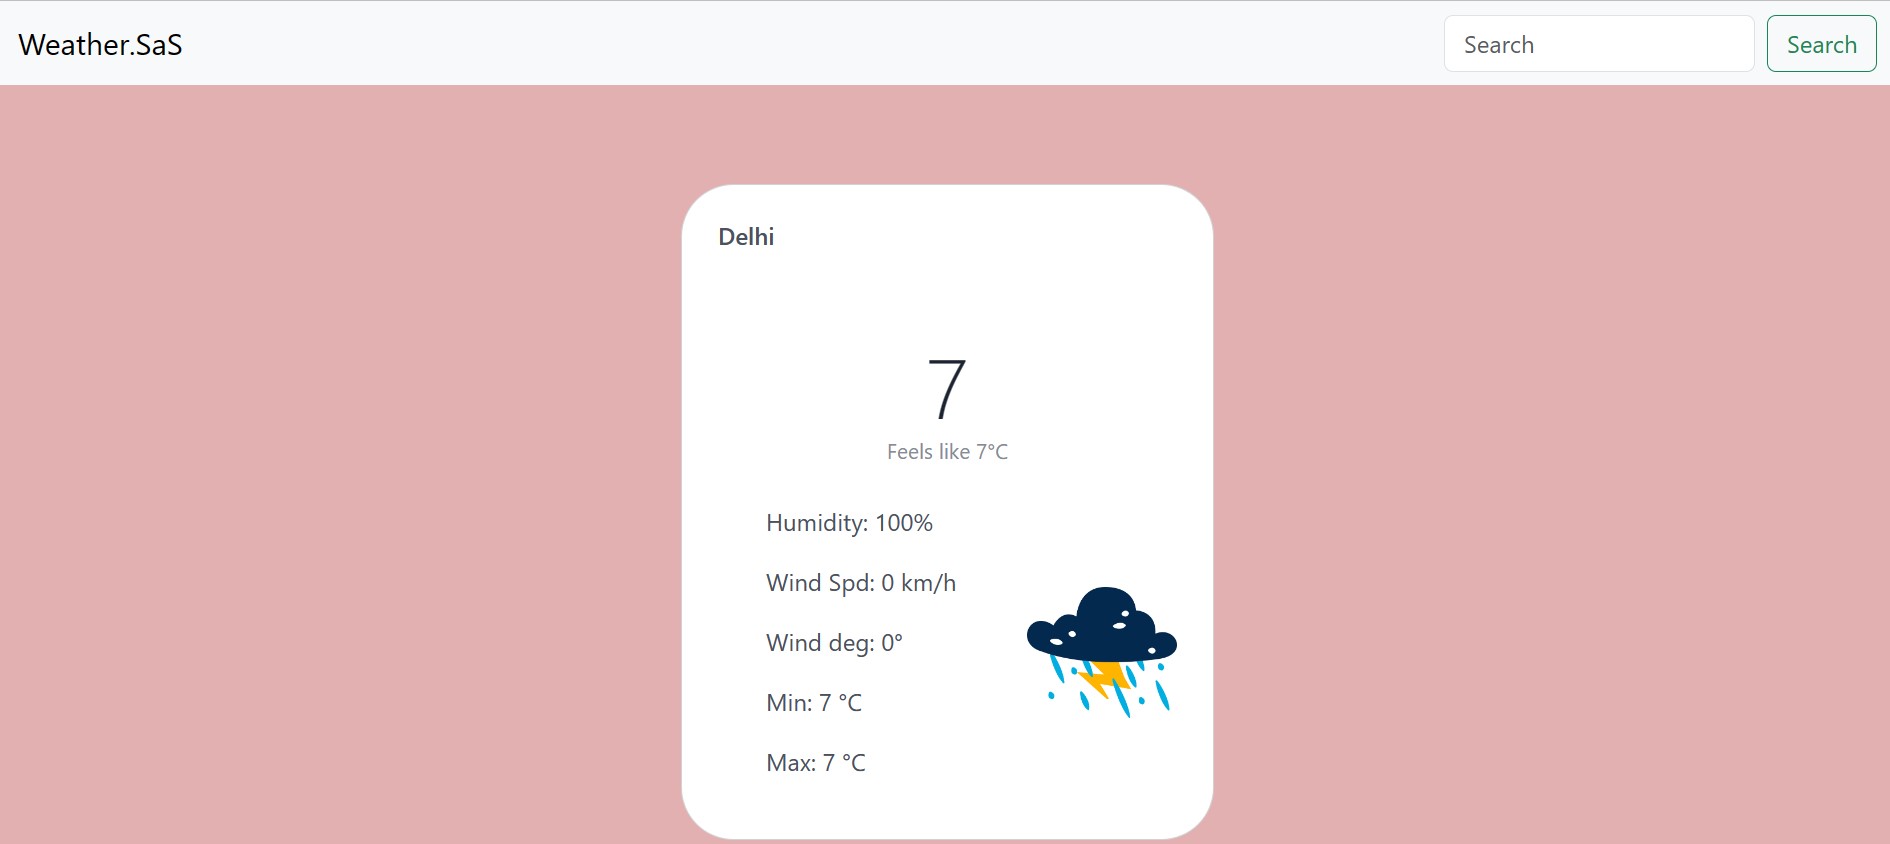 Weather.SaS
Search
Search
Delhi
7
Feels like 7°C
Humidity: 100%
Wind Spd: 0 km/h
Wind deg: 0°
Min: 7 °C
Max: 7 °C